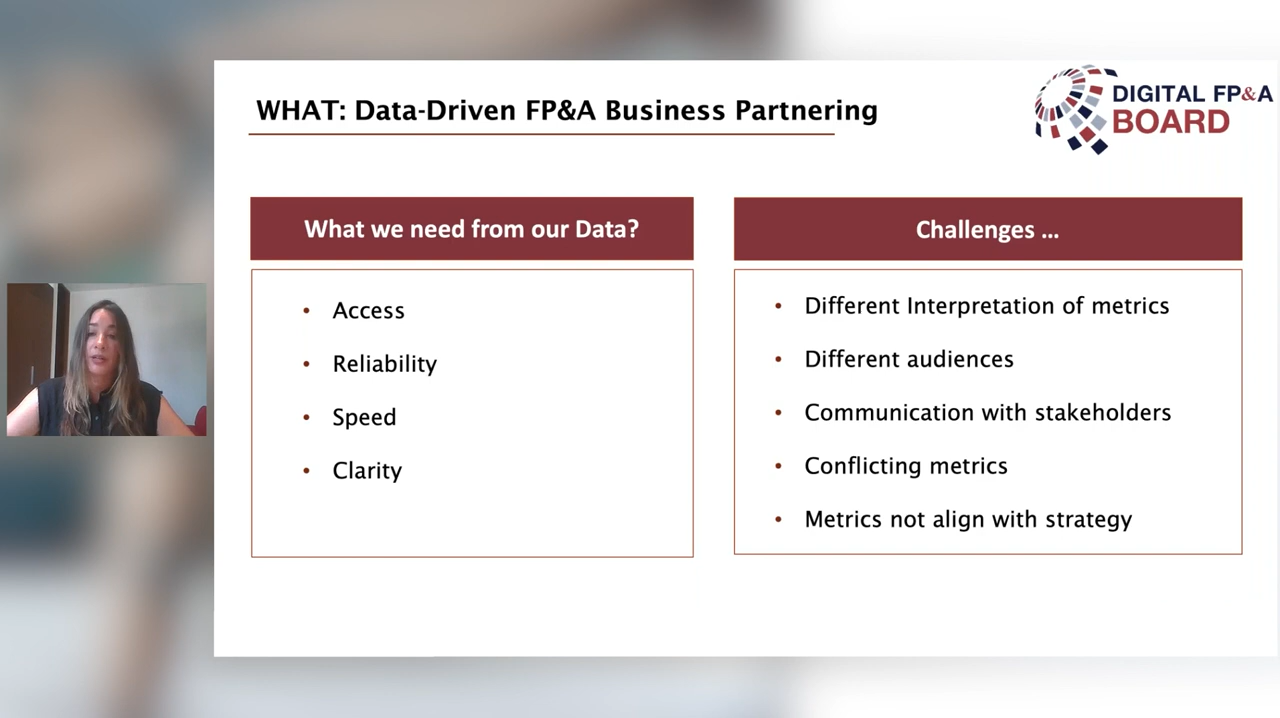 WHAT: Data-Driven FP&A Business Partnering
DIGITAL FP&A
BOARD
What we need from our Data?
• Access
• Reliability
• Speed
• Clarity
Challenges ...
• Different Interpretation of metrics
• Different audiences
• Communication with stakeholders
• Conflicting metrics
• Metrics not align with strategy